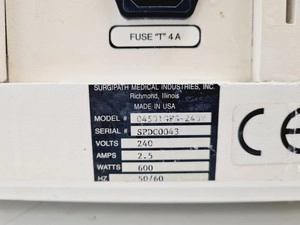 FUSE "T" 4 A
SURGIPATH MEDICAL INDUSTRIES, INC.
Richmond, Illinois
MADE IN USA
MODEL #
SERIAL # SPDC0043
VOLTS 240
AMPS 2.5
WATTS 600
HZ 50/60
CE